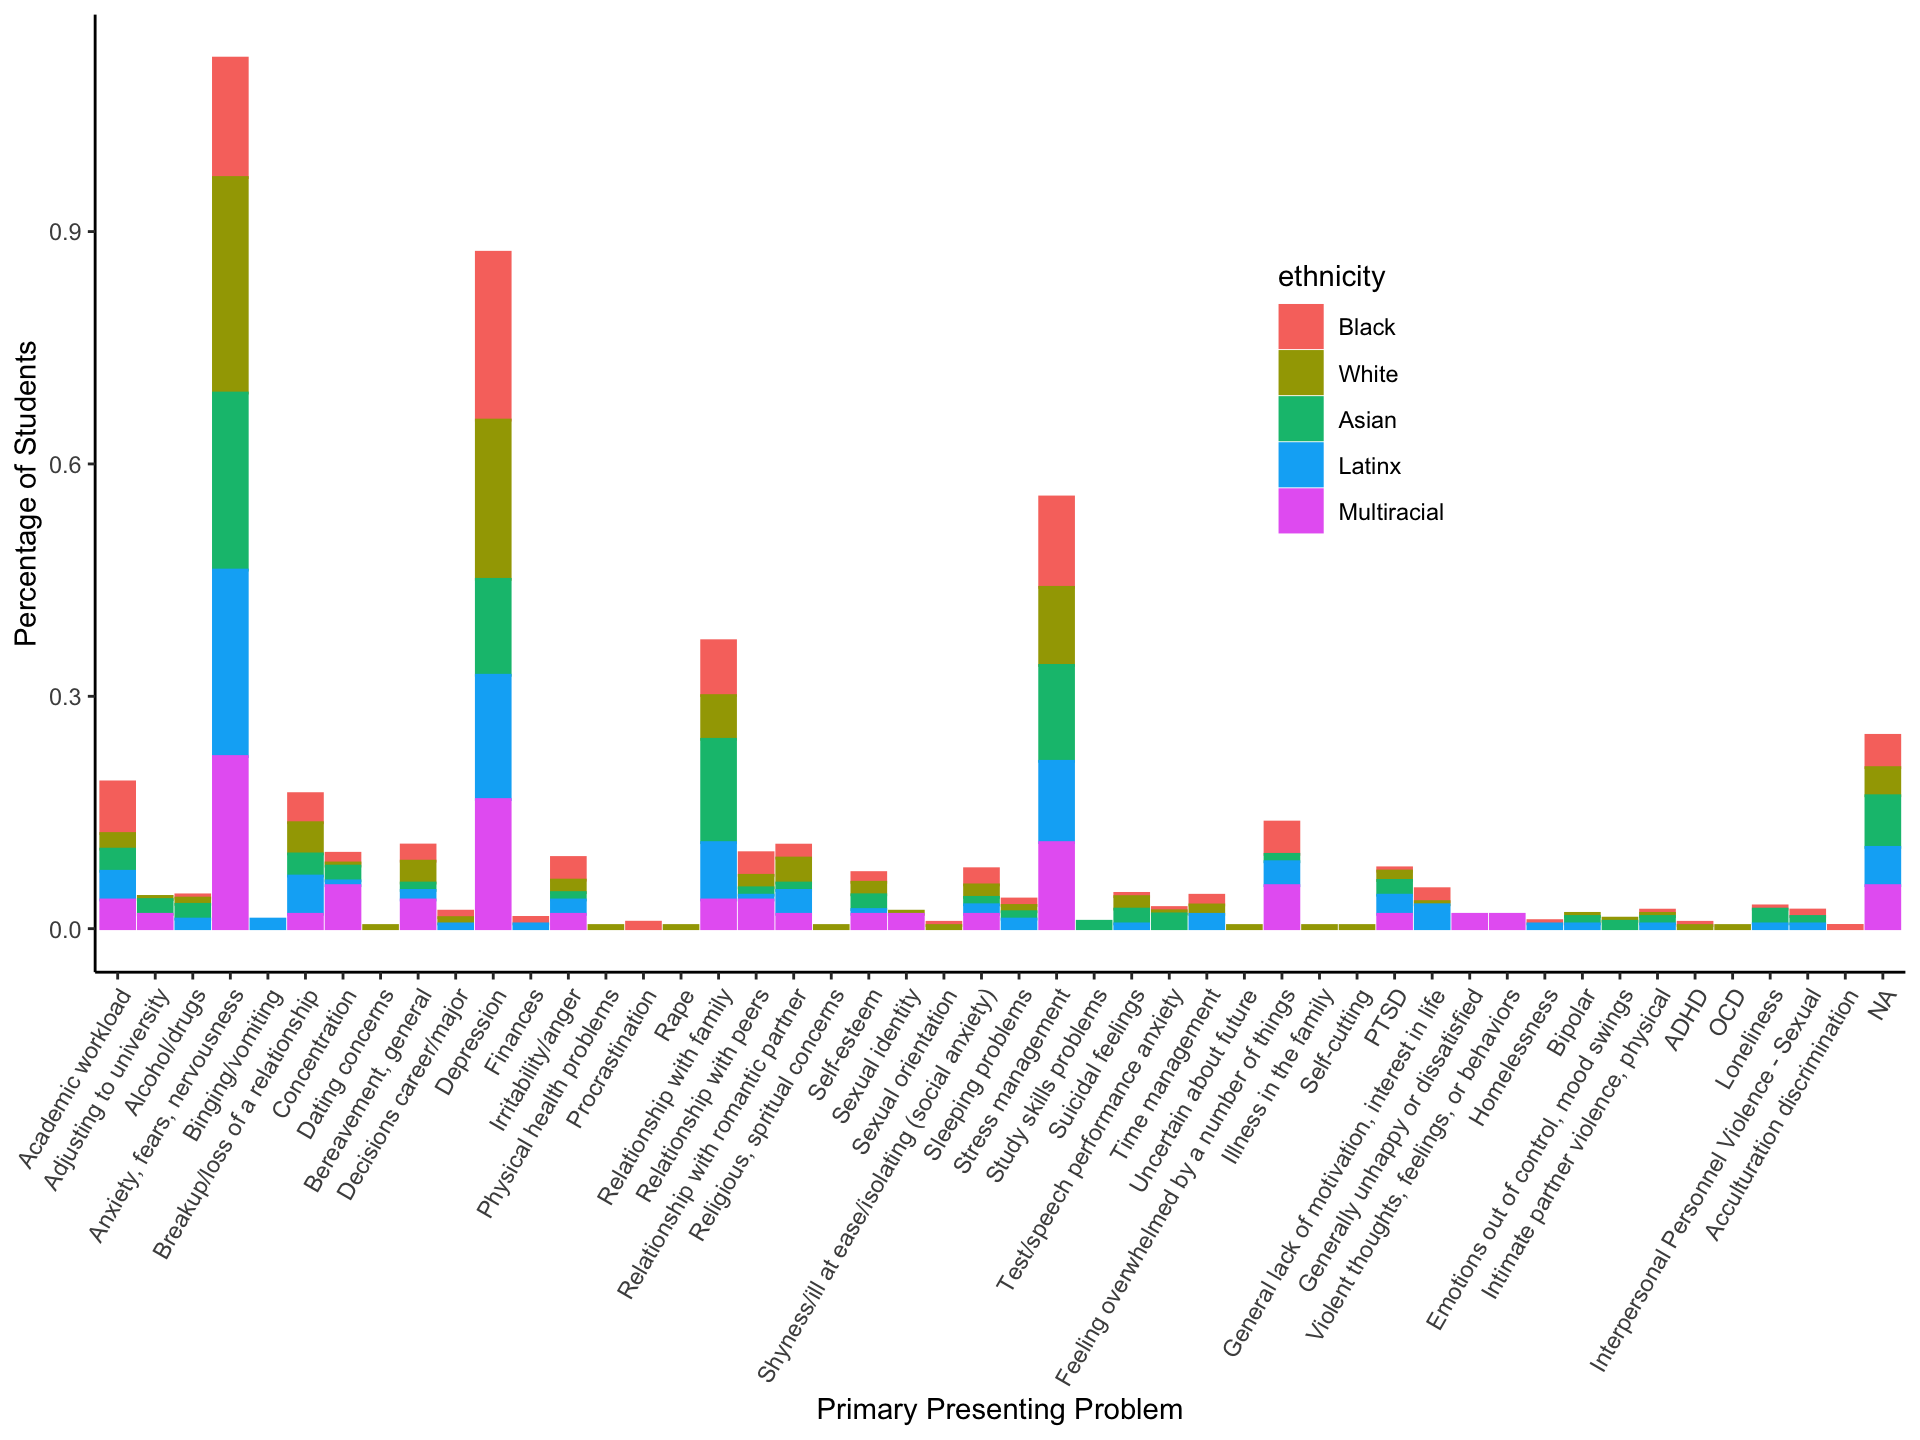 Percentage of Students
0.9
0.6
0.3
0.0
ethnicity
Black
White
Asian
Latinx
Multiracial
Academic workload
Adjusting to university
Alcohol/drugs
Anxiety, fears, nervousness
Binging/vomiting
Breakup/loss of a relationship
Concentration
Dating concerns
Bereavement, general
Decisions career/major
Depression
Finances
Irritability/anger
Physical health problems
Procrastination
Rape
Relationship with family
Relationship with peers
Relationship with romantic partner
Religious, spritual concerns
Self-esteem
Sexual identity
Sexual orientation
Shyness/ill at ease/isolating (social anxiety)
Sleeping problems
Stress management
Study skills problems
Suicidal feelings
Test/speech performance anxiety
Time management
Uncertain about future
Feeling overwhelmed by a number of things
Illness in the family
Self-cutting
PTSD
General lack of motivation, interest in life
Generally unhappy or dissatisfied
Violent thoughts, feelings, or behaviors
Homelessness
Bipolar
Emotions out of control, mood swings
Intimate partner violence, physical
ADHD
OCD
Loneliness
Interpersonal Personnel Violence - Sexual
Acculturation discrimination
NA
Primary Presenting Problem